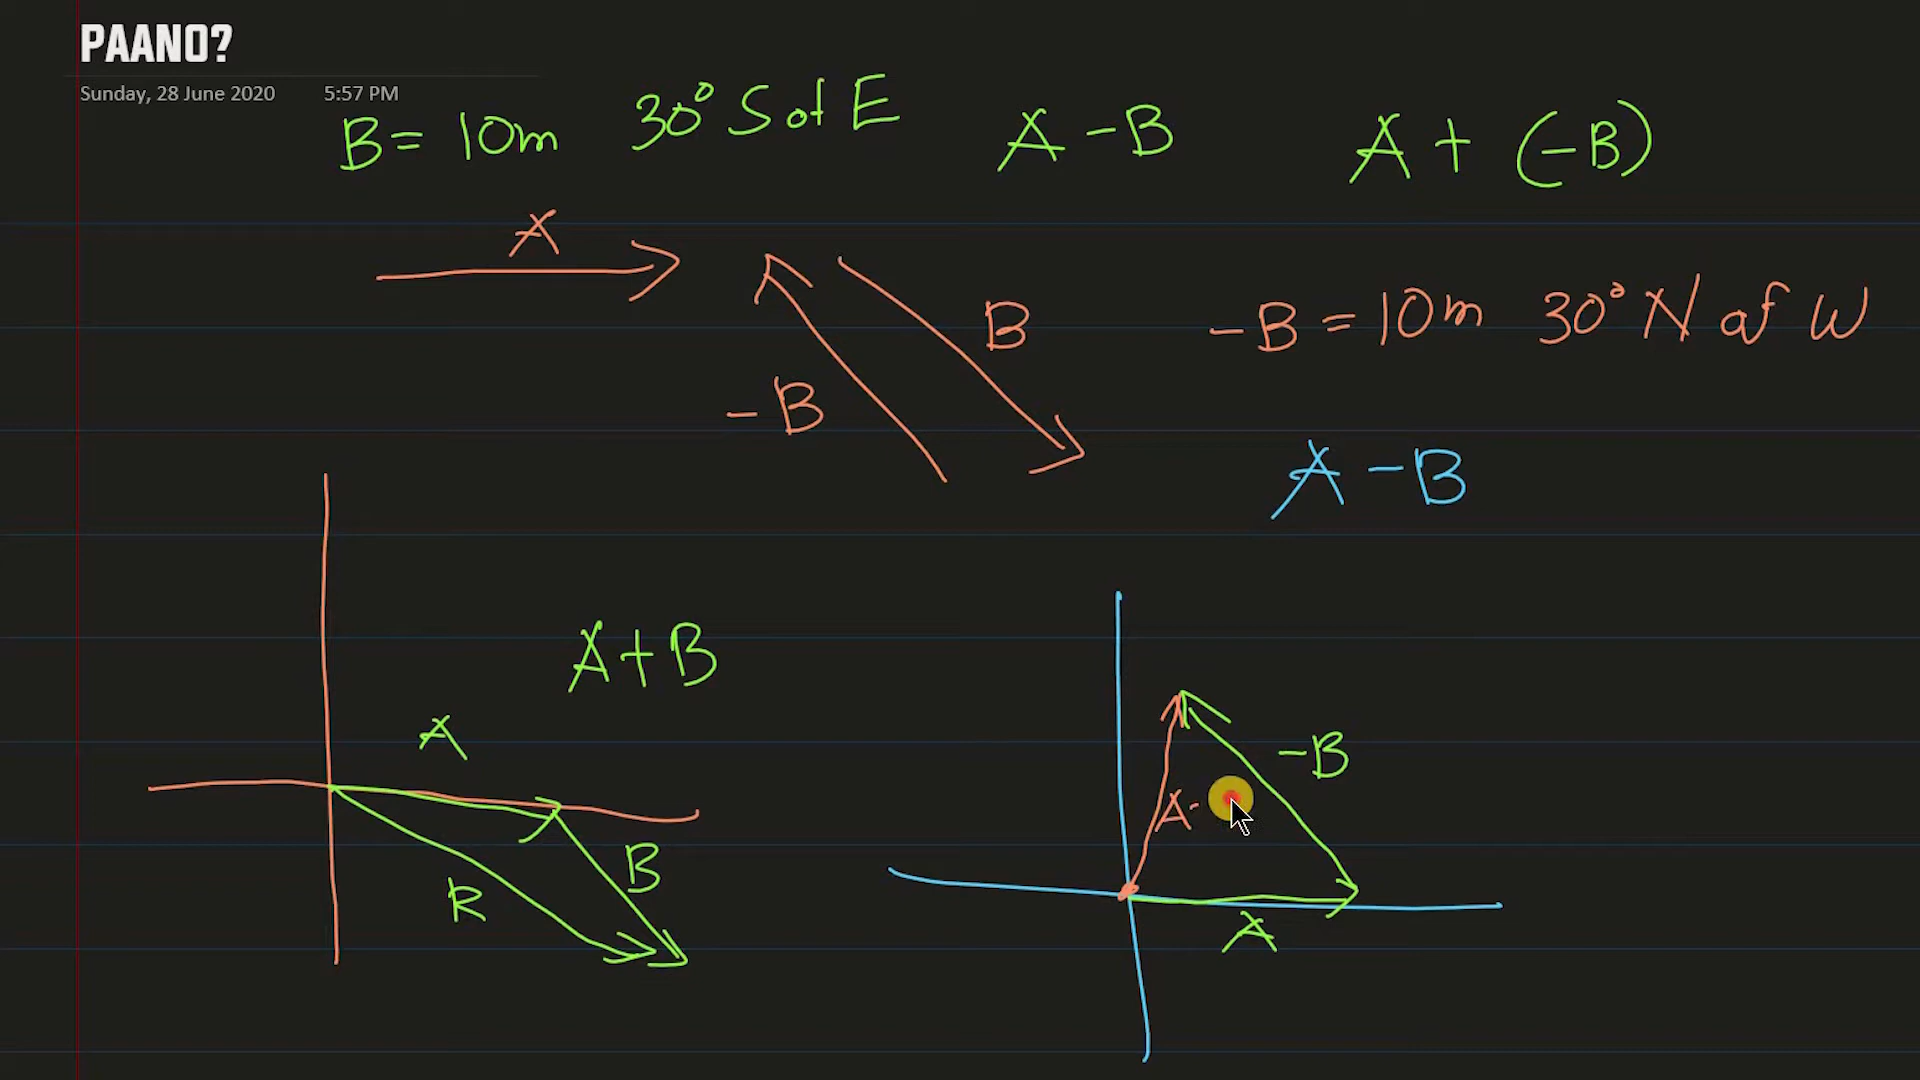 PAANO?
Sunday, 28 June 2020 5:57 PM
B = 10m 30° S of E A - B A + (-B)
A
B
-B = 10m 30° N of W
-B
A - B
A + B
A
-B
A-
B
R
A